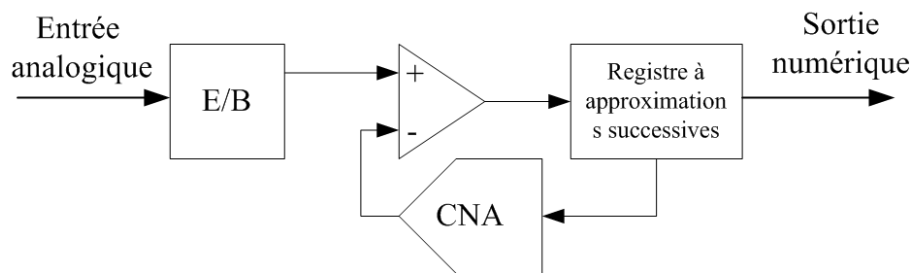 Entrée
analogique
E/B
+
-
CNA
Registre à
approximation
s successives
Sortie
numérique